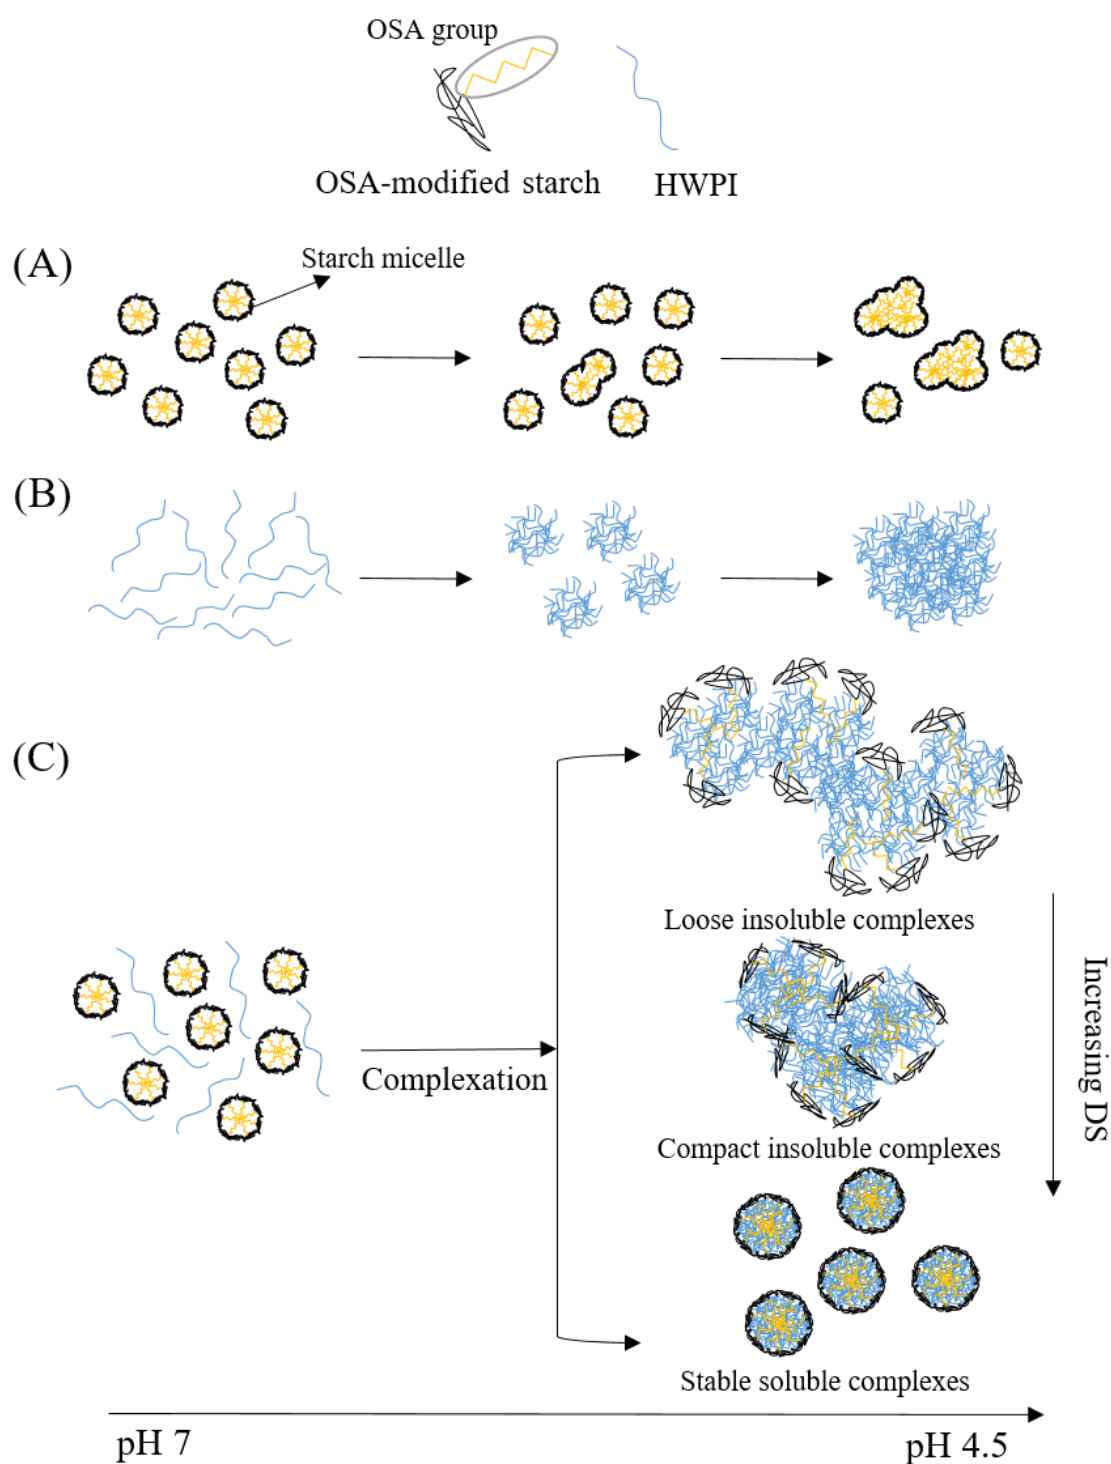 OSA group
OSA-modified starch
HWPI
(A)
Starch micelle
(B)
(C)
Complexation
Loose insoluble complexes
Compact insoluble complexes
Stable soluble complexes
Increasing DS
pH 7
pH 4.5